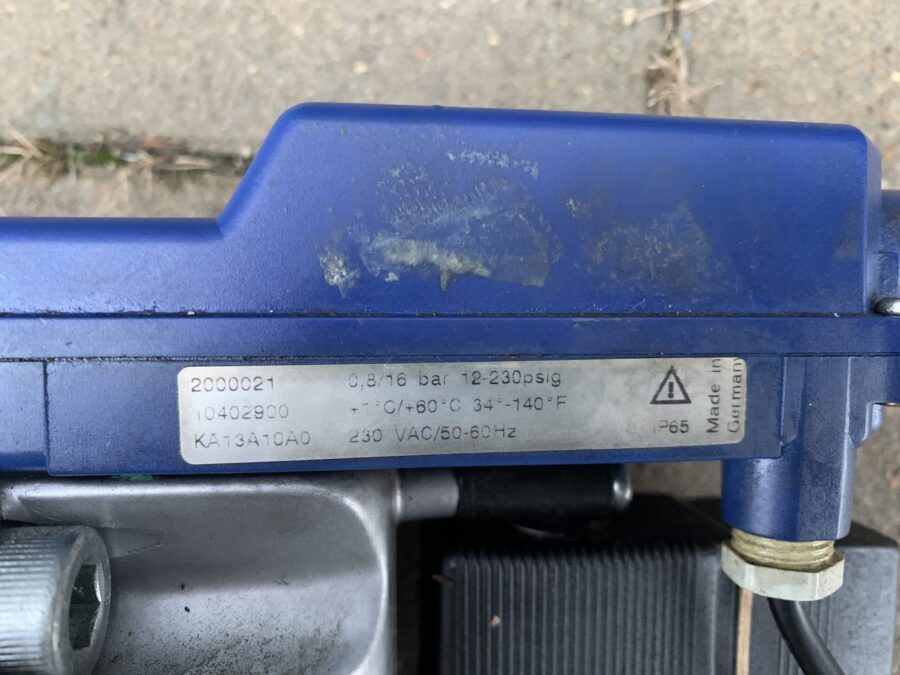 2000021 0,8/16 bar 12-230psig
10402900 +1°C/+60°C 34°-140°F
KA13A10A0 230 VAC/50-60Hz IP65
Made in
Germany